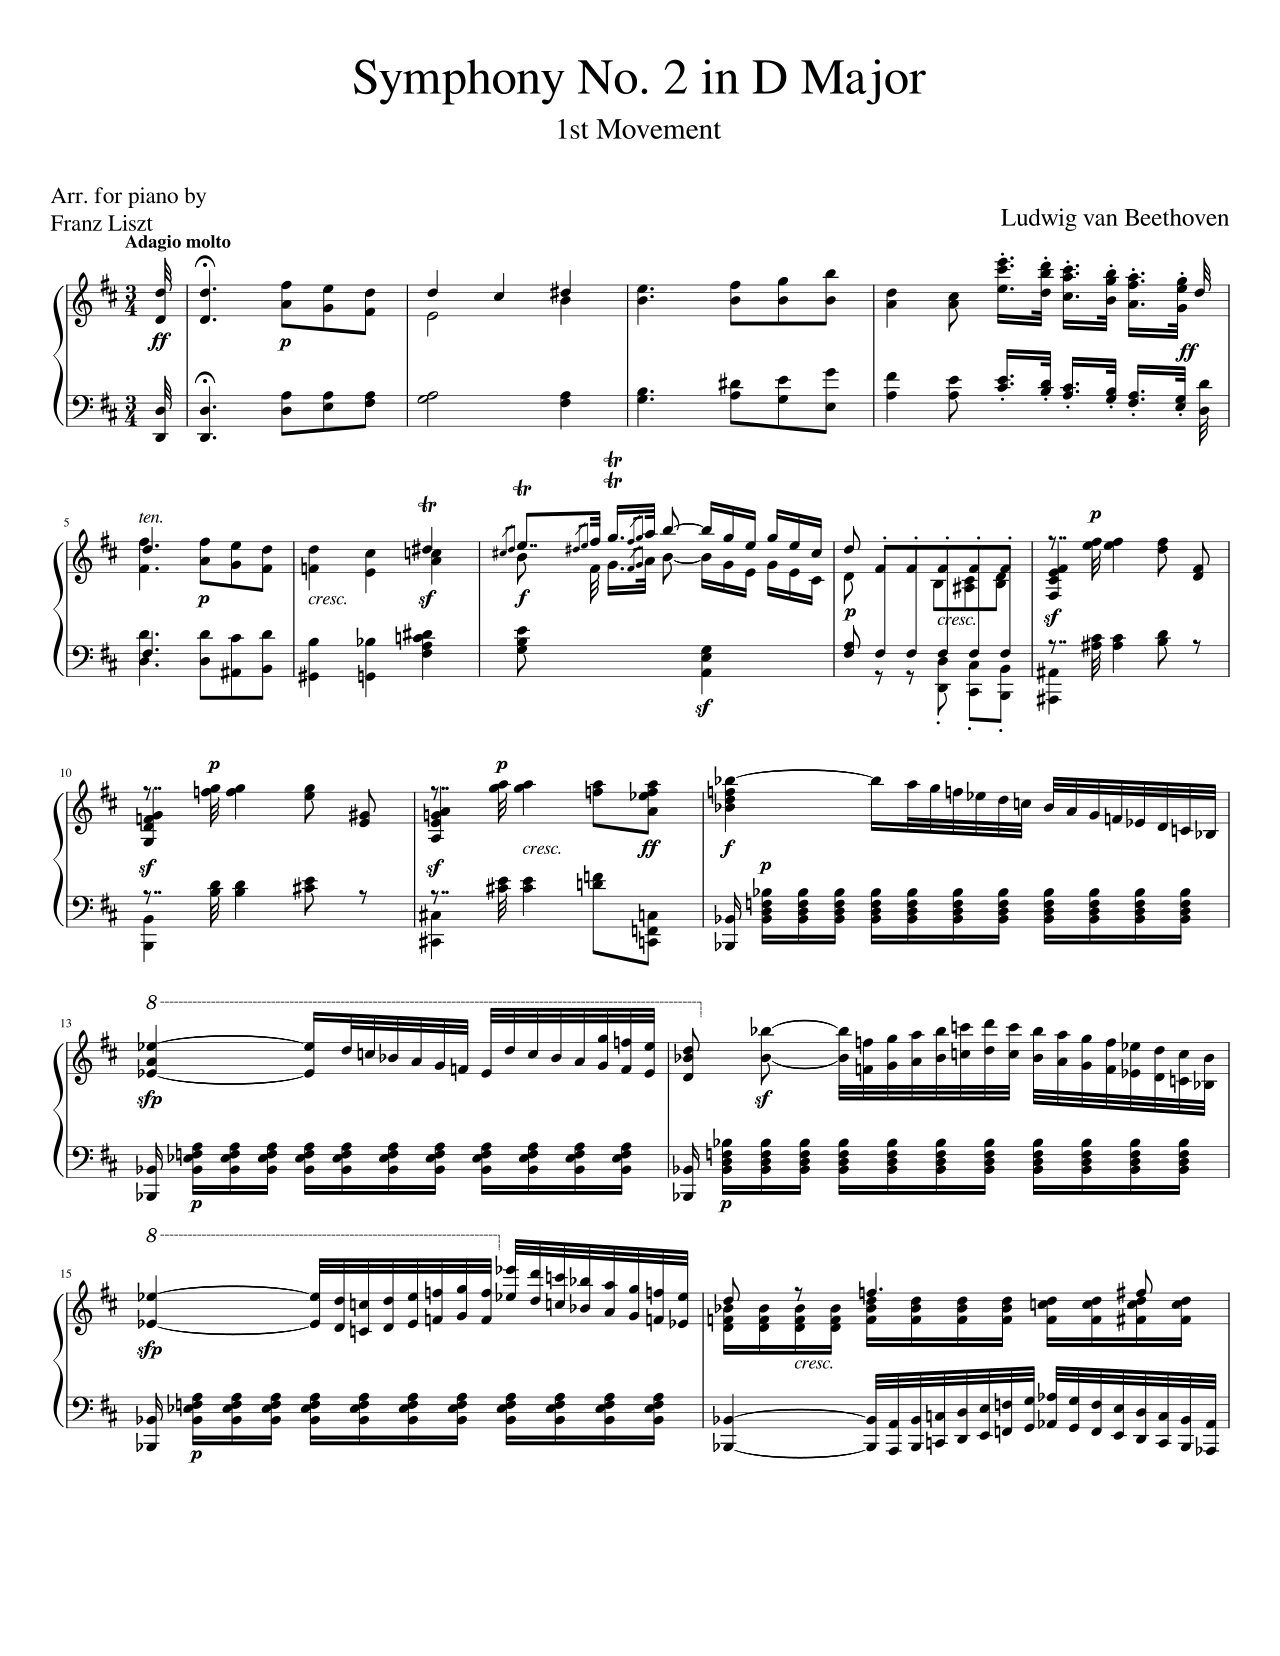 Symphony No. 2 in D Major
1st Movement
Arr. for piano by
Franz Liszt
Ludwig van Beethoven
Adagio molto
3
4
ff
p
ff
3
4
5
ten.
tr
tr
tr
tr
p
p
cresc.
sf
f
p
cresc.
sf
sf
10
p
p
sf
sf
cresc.
ff
f
p
13
8
sfp
sf
p
p
15
8
sfp
cresc.
p